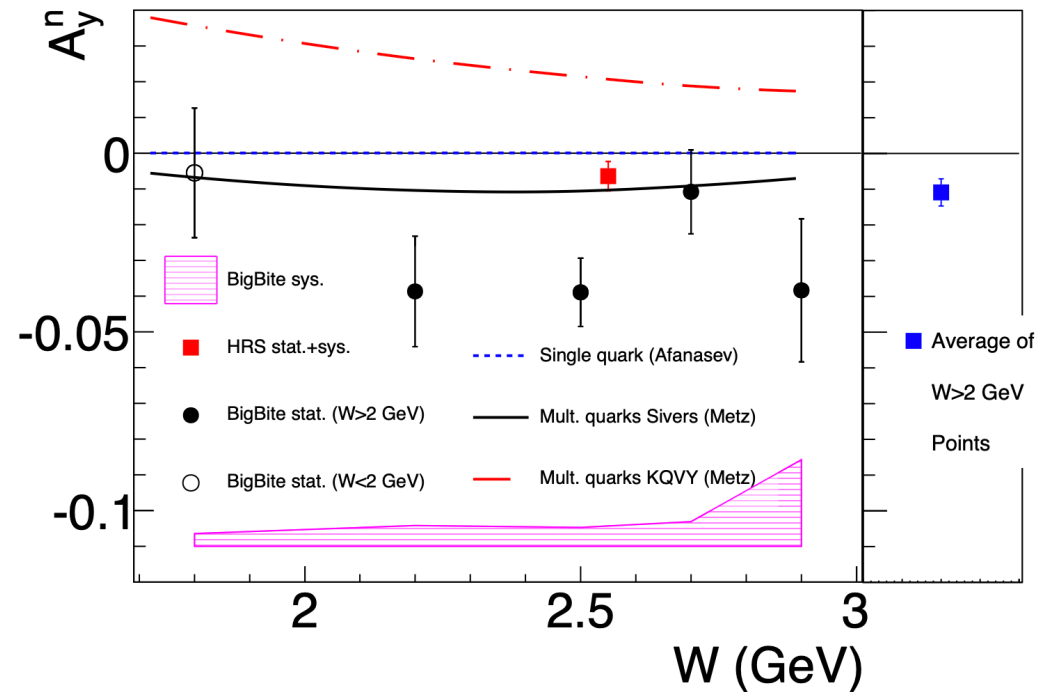 A_y^n
0
-0.05
-0.1
BigBite sys.
HRS stat.+sys.
BigBite stat. (W>2 GeV)
BigBite stat. (W<2 GeV)
Single quark (Afanasev)
Mult. quarks Sivers (Metz)
Mult. quarks KQVY (Metz)
Average of
W>2 GeV
Points
2
2.5
3
W (GeV)